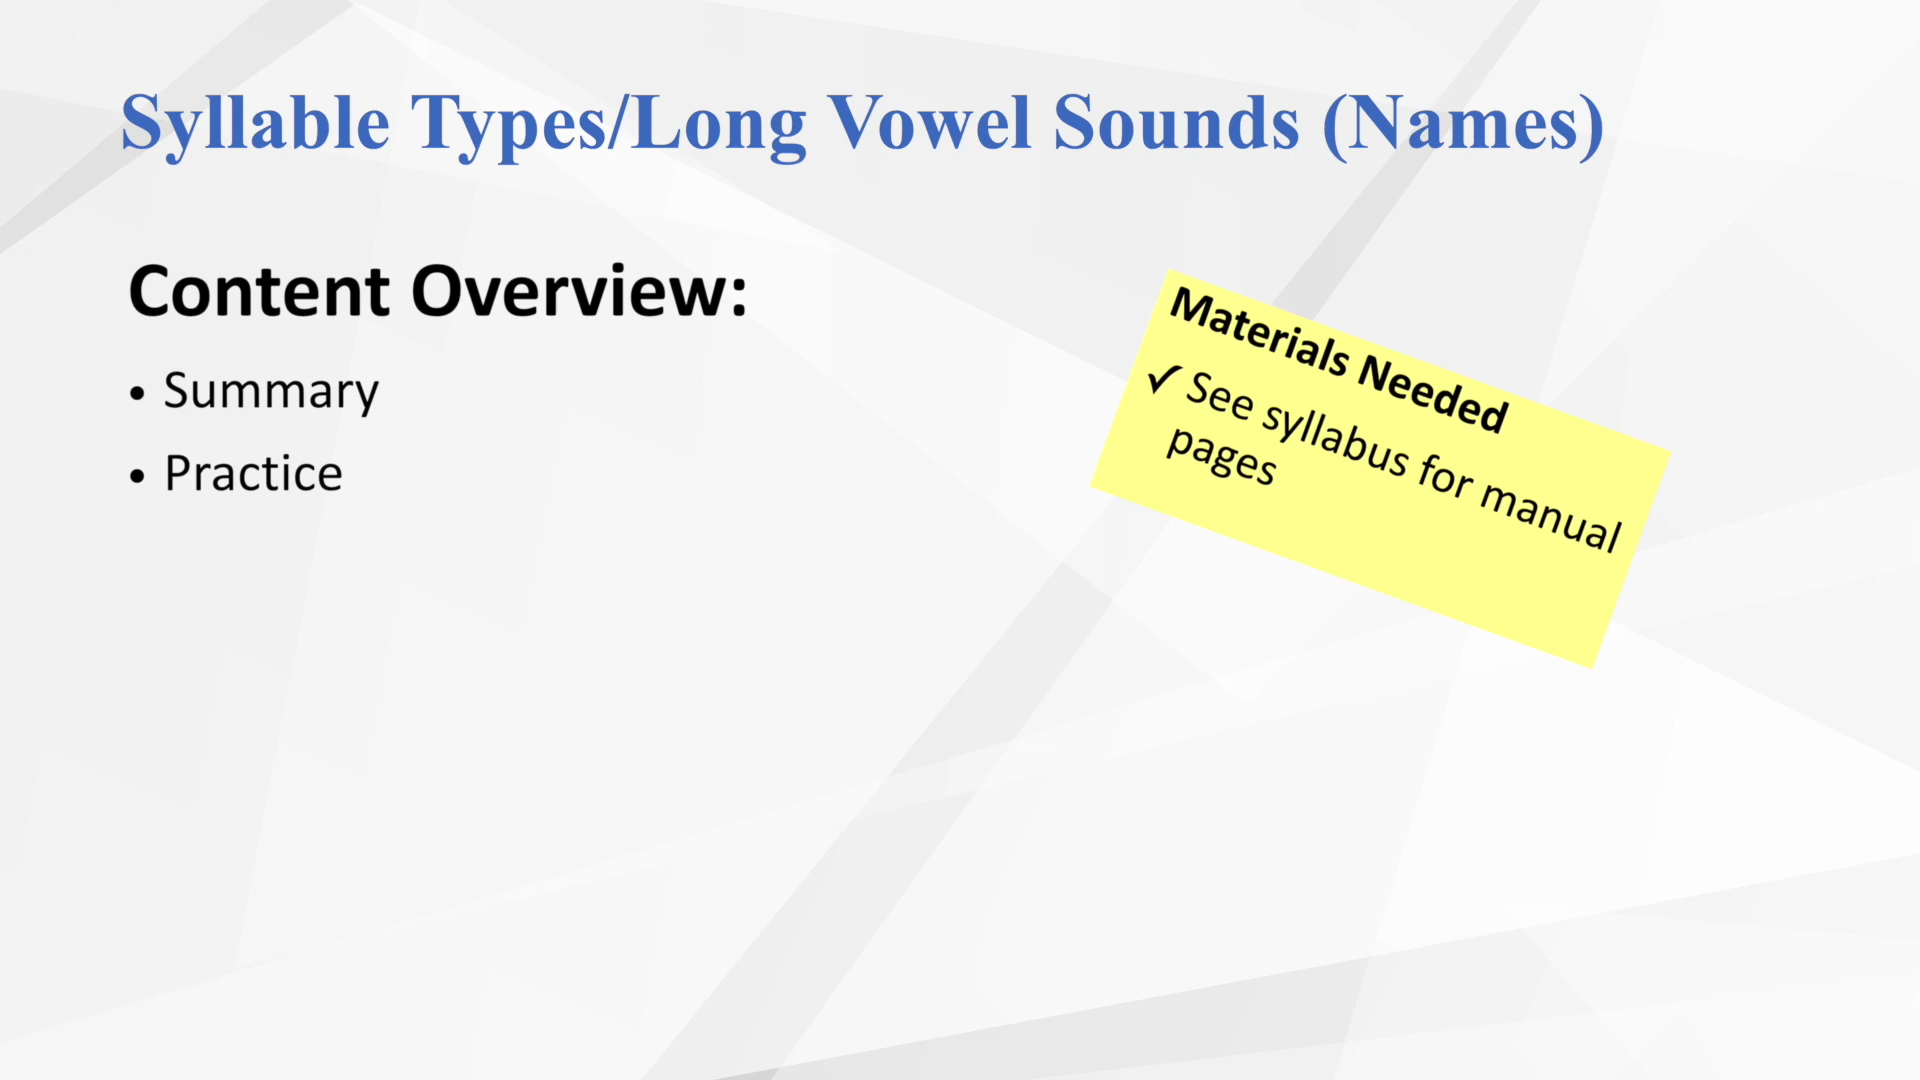 Syllable Types/Long Vowel Sounds (Names)
Content Overview:
• Summary
• Practice
Materials Needed
✓ See syllabus for manual
pages